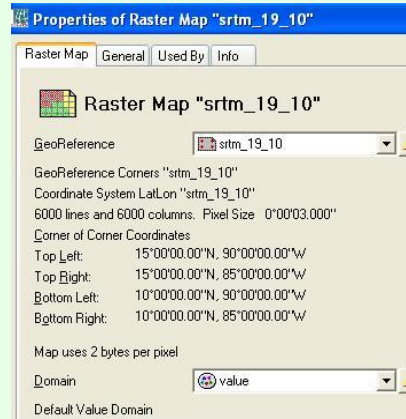 Properties of Raster Map "srtm_19_10"
Raster Map General Used By Info
Raster Map "srtm_19_10"
GeoReference srtm_19_10
GeoReference Corners "srtm_19_10"
Coordinate System LatLon "srtm_19_10"
6000 lines and 6000 columns. Pixel Size 0°00'03.000"
Corner of Corner Coordinates
Top Left: 15°00'00.00"N, 90°00'00.00"W
Top Right: 15°00'00.00"N, 85°00'00.00"W
Bottom Left: 10°00'00.00"N, 90°00'00.00"W
Bottom Right: 10°00'00.00"N, 85°00'00.00"W
Map uses 2 bytes per pixel
Domain value
Default Value Domain